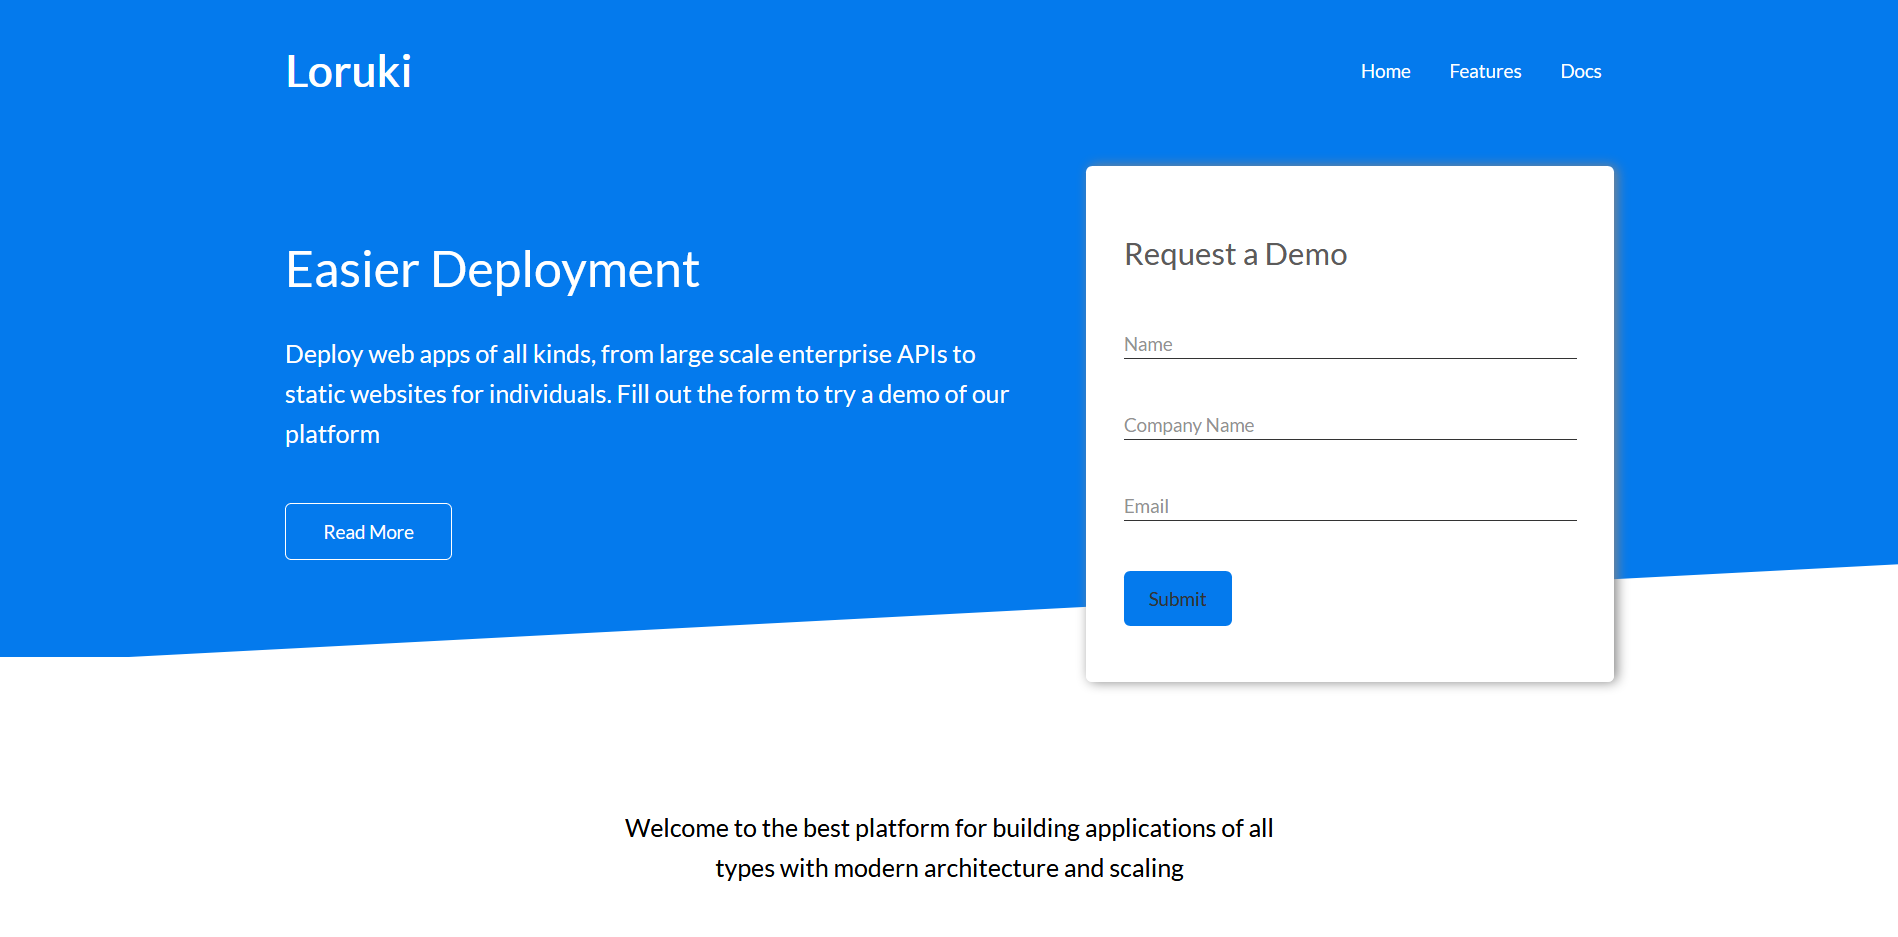 Loruki
Home Features Docs
Easier Deployment
Deploy web apps of all kinds, from large scale enterprise APIs to
static websites for individuals. Fill out the form to try a demo of our
platform
Read More
Request a Demo
Name
Company Name
Email
Submit
Welcome to the best platform for building applications of all
types with modern architecture and scaling